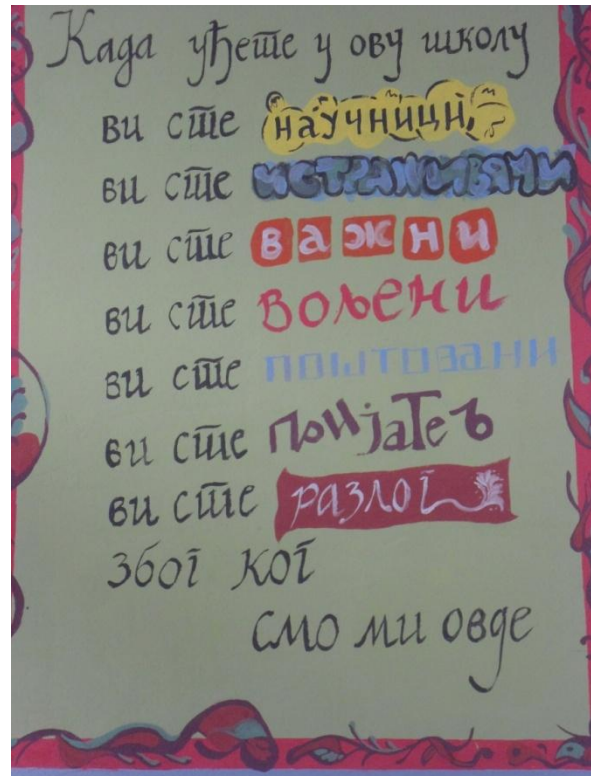 Када уђете у ову школу
ви сте научници
ви сте истраживачи
ви сте важни
ви сте вољени
ви сте поштовани
ви сте пријатељ
ви сте разлог
због ког
смо ми овде